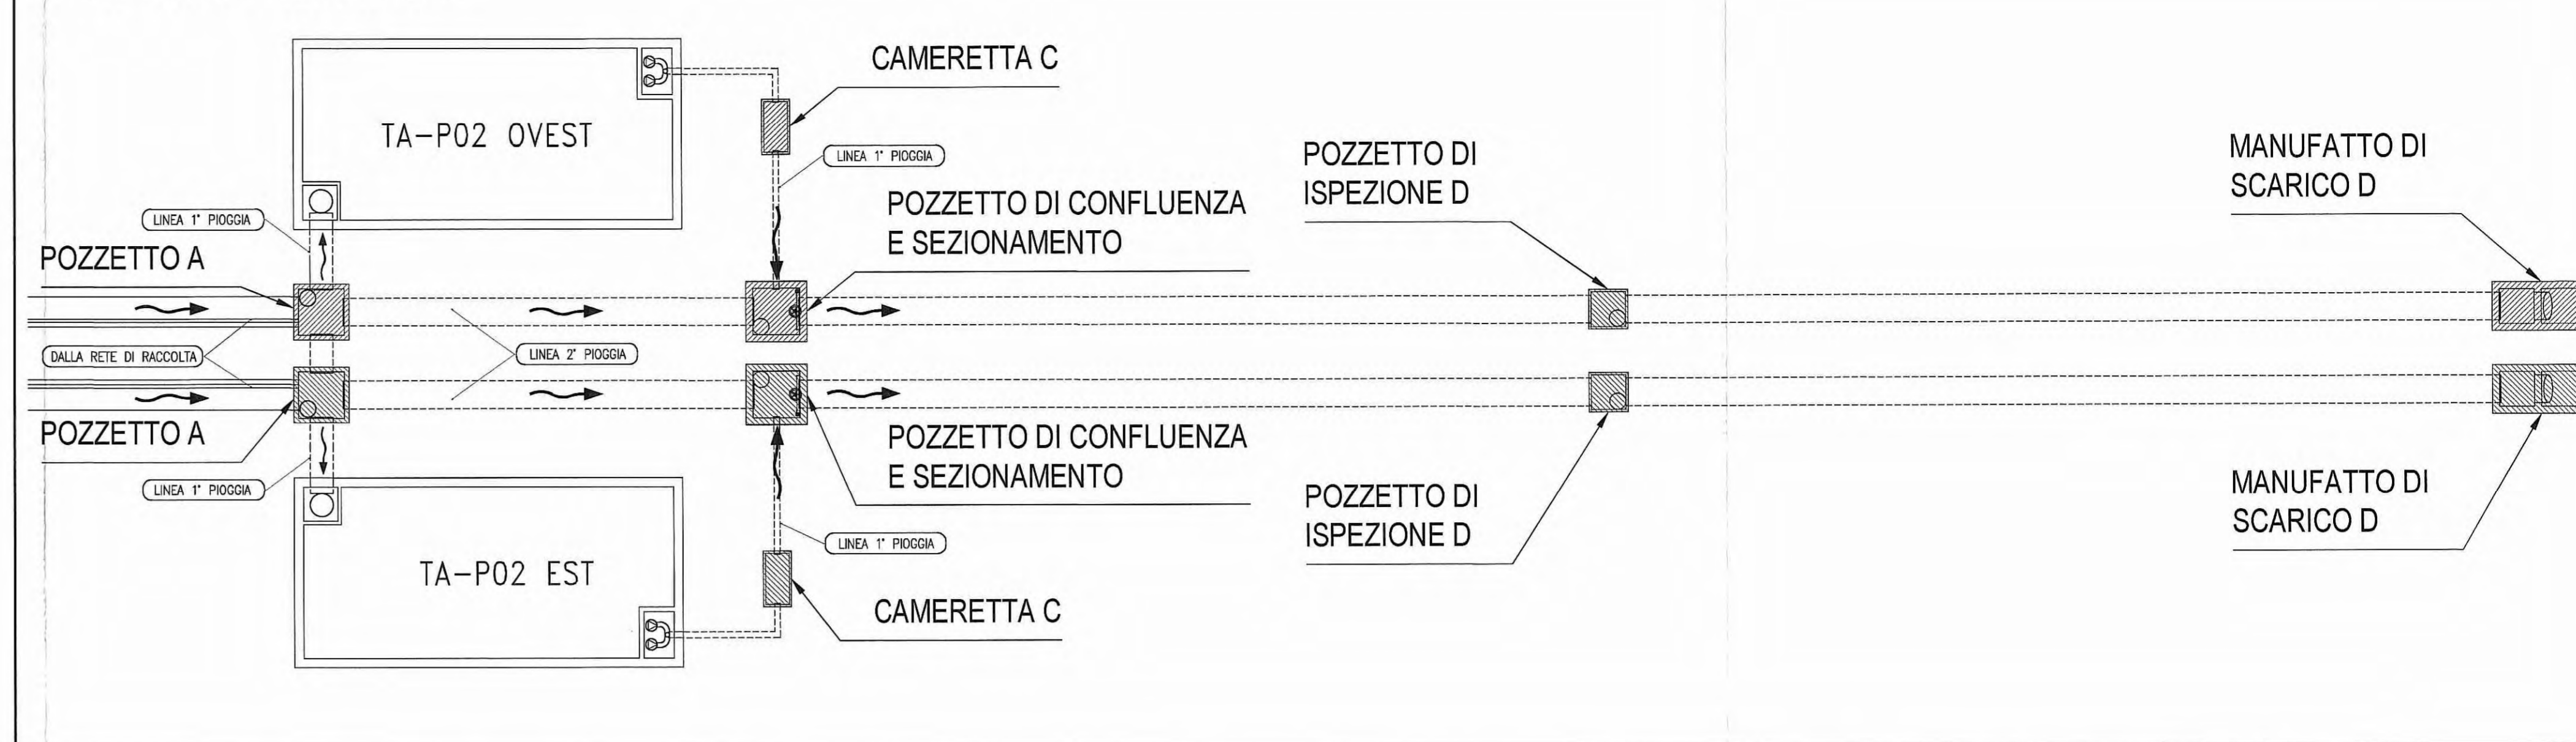 CAMERETTA C
TA-P02 OVEST
LINEA 1° PIOGGIA
POZZETTO DI
ISPEZIONE D
MANUFATTO DI
SCARICO D
POZZETTO DI CONFLUENZA
E SEZIONAMENTO
LINEA 1° PIOGGIA
POZZETTO A
DALLA RETE DI RACCOLTA
LINEA 2° PIOGGIA
POZZETTO A
POZZETTO DI CONFLUENZA
E SEZIONAMENTO
LINEA 1° PIOGGIA
POZZETTO DI
ISPEZIONE D
MANUFATTO DI
SCARICO D
LINEA 1° PIOGGIA
TA-P02 EST
CAMERETTA C